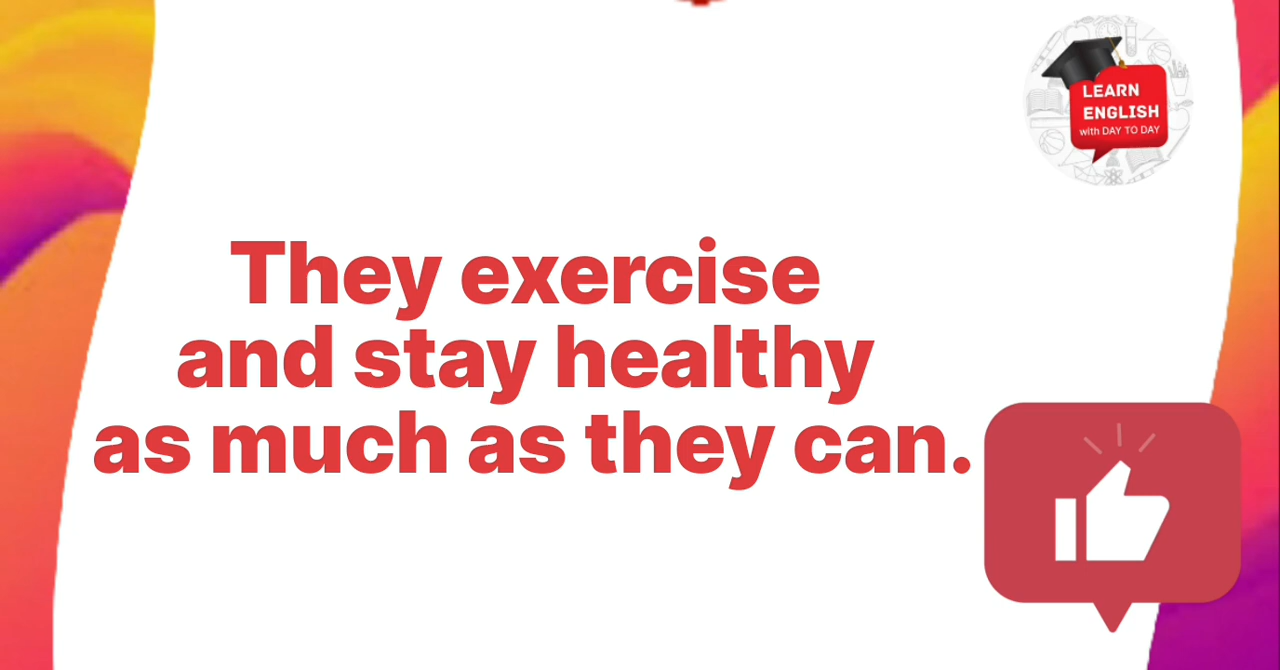 LEARN
ENGLISH
with DAY TO DAY
They exercise
and stay healthy
as much as they can.